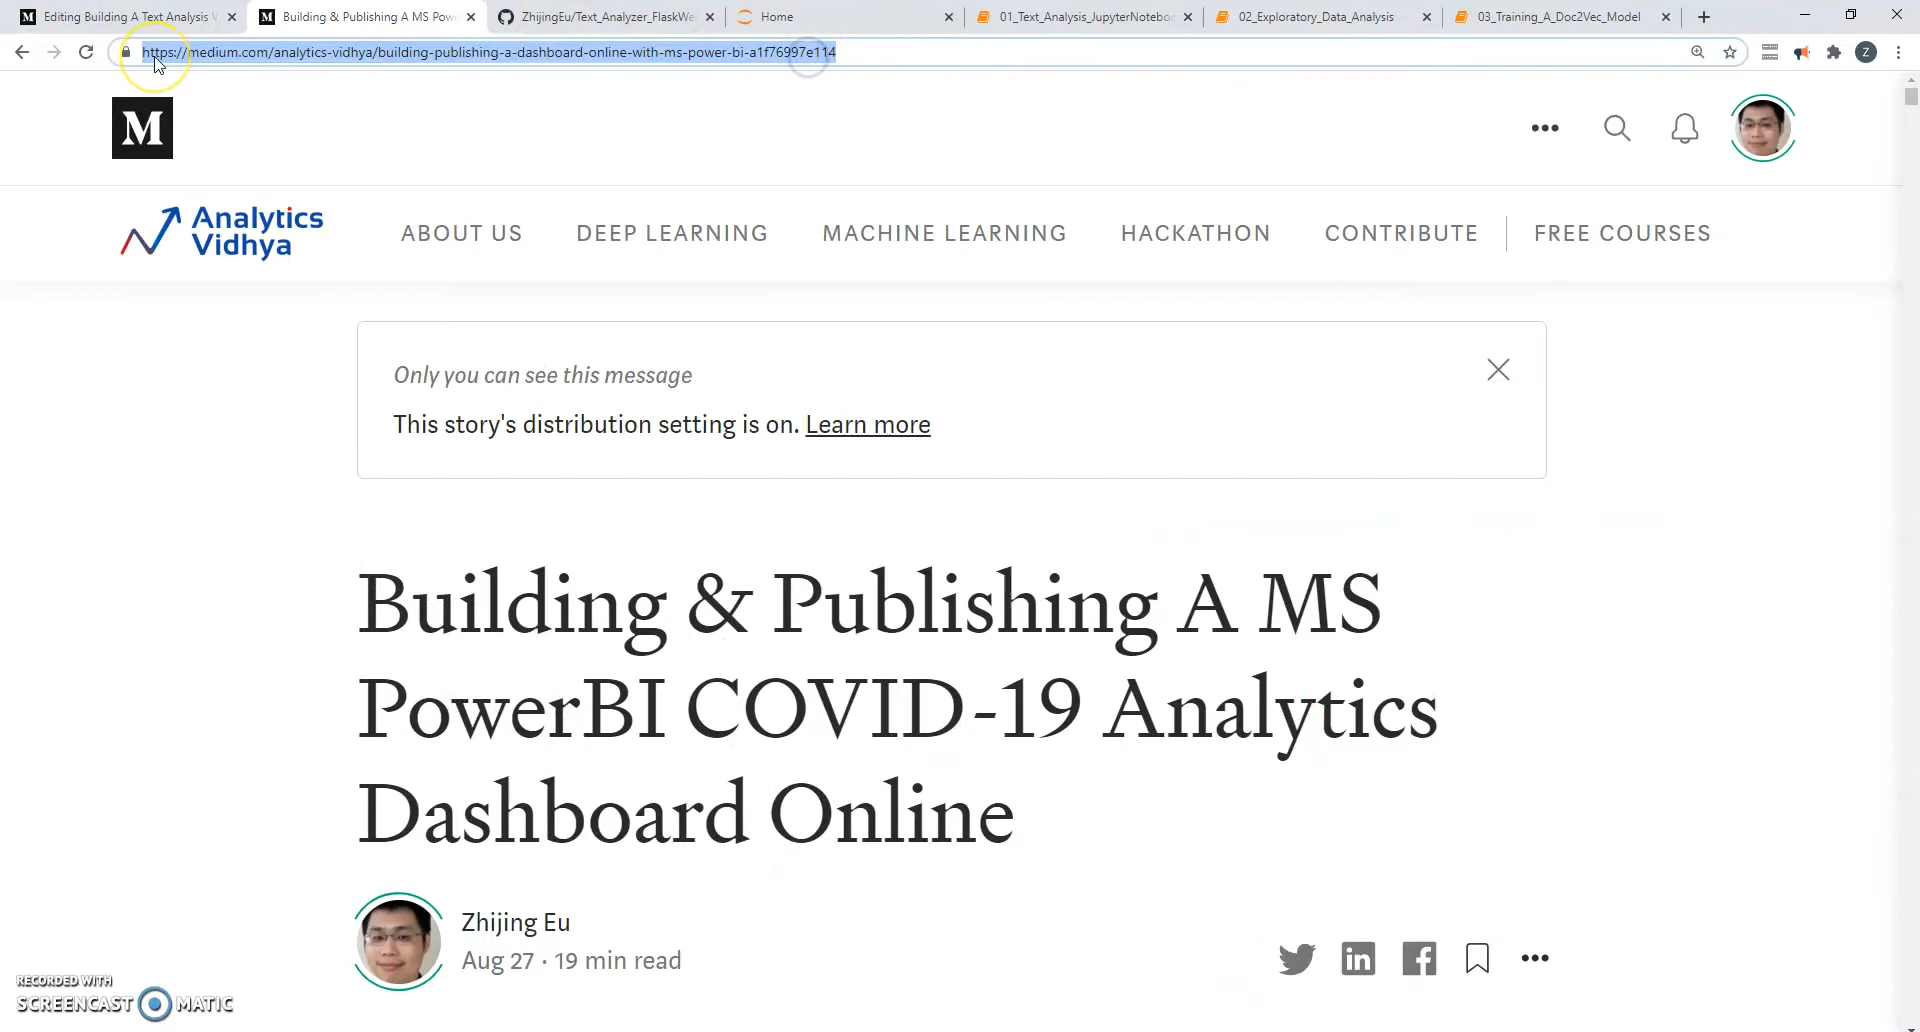 Editing Building A Text Analysis
Building & Publishing A MS Pow
ZhijingEu/Text_Analyzer_FlaskWe
Home
01_Text_Analysis_JupyterNoteboo
02_Exploratory_Data_Analysis
03_Training_A_Doc2Vec_Model
https://medium.com/analytics-vidhya/building-publishing-a-dashboard-online-with-ms-power-bi-a1f76997e114
Z
M
Analytics
Vidhya
ABOUT US
DEEP LEARNING
MACHINE LEARNING
HACKATHON
CONTRIBUTE
FREE COURSES
Only you can see this message
This story's distribution setting is on. Learn more
Building & Publishing A MS
PowerBI COVID-19 Analytics
Dashboard Online
Zhijing Eu
Aug 27 · 19 min read
RECORDED WITH
SCREENCAST MATIC